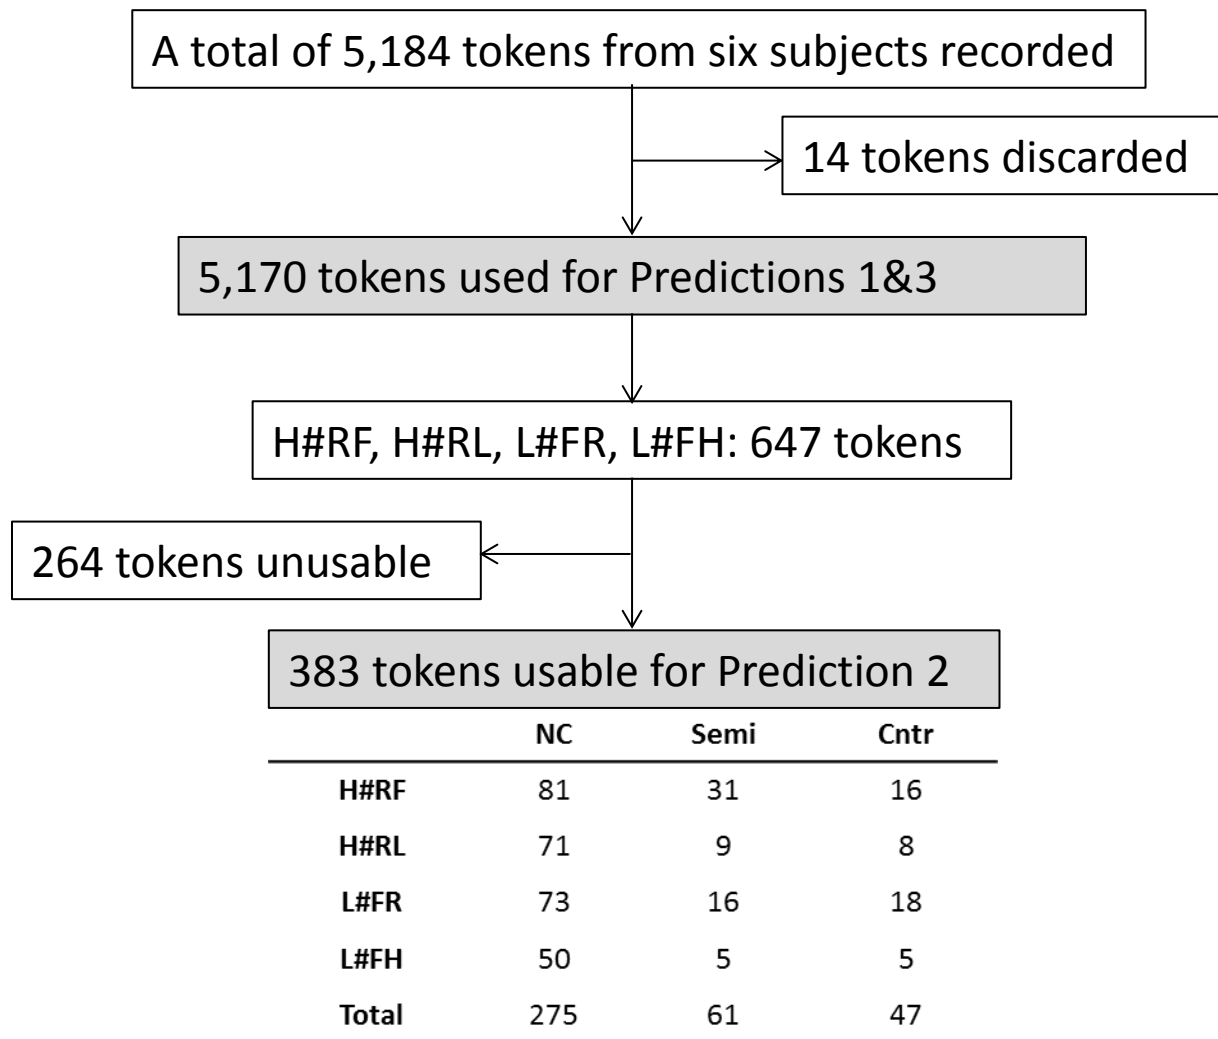 A total of 5,184 tokens from six subjects recorded
14 tokens discarded
5,170 tokens used for Predictions 1&3
H#RF, H#RL, L#FR, L#FH: 647 tokens
264 tokens unusable
383 tokens usable for Prediction 2
NC Semi Cntr
H#RF 81 31 16
H#RL 71 9 8
L#FR 73 16 18
L#FH 50 5 5
Total 275 61 47